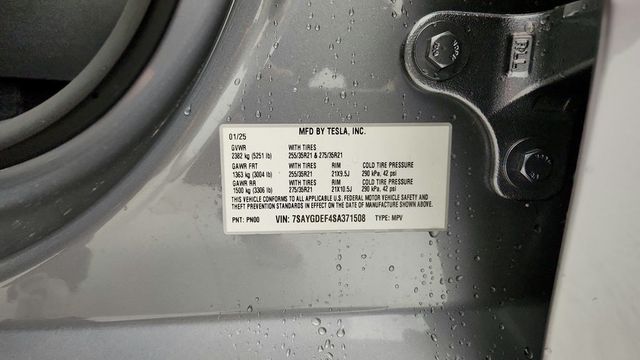 01/25 MFD BY TESLA, INC.
GVWR WITH TIRES
2382 kg (5251 lb) 255/35R21 & 275/35R21
GAWR FRT WITH TIRES RIM COLD TIRE PRESSURE
1363 kg (3004 lb) 255/35R21 21X9.5J 290 kPa, 42 psi
GAWR RR WITH TIRES RIM COLD TIRE PRESSURE
1500 kg (3306 lb) 275/35R21 21X10.5J 290 kPa, 42 psi
THIS VEHICLE CONFORMS TO ALL APPLICABLE U.S. FEDERAL MOTOR VEHICLE SAFETY AND
THEFT PREVENTION STANDARDS IN EFFECT ON THE DATE OF MANUFACTURE SHOWN ABOVE.
PNT: PN00 VIN: 7SAYGDEF4SA371508 TYPE: MPV